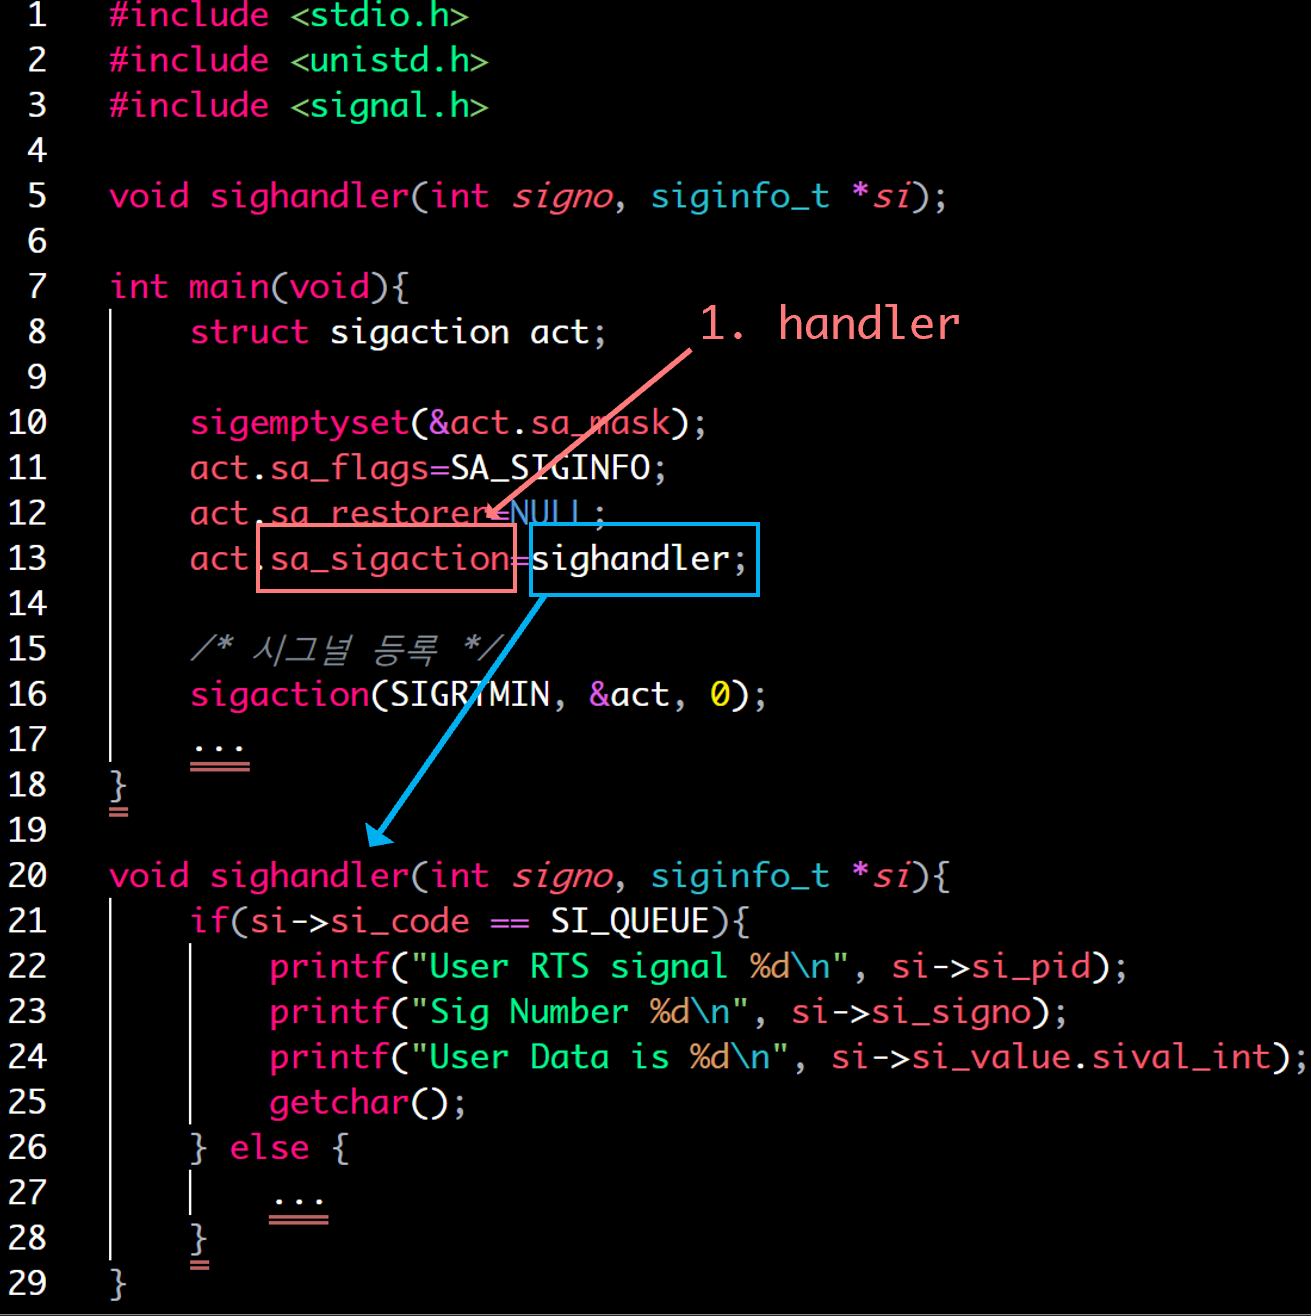 1 #include <stdio.h>
2 #include <unistd.h>
3 #include <signal.h>
4
5 void sighandler(int signo, siginfo_t *si);
6
7 int main(void){
8 struct sigaction act;
1. handler
9
10 sigemptyset(&act.sa_mask);
11 act.sa_flags=SA_SIGINFO;
12 act.sa_restorer=NULL;
13 act.sa_sigaction=sighandler;
14
15 /* 시그널 등록 */
16 sigaction(SIGRTMIN, &act, 0);
17 ...
18 }
19
20 void sighandler(int signo, siginfo_t *si){
21 if(si->si_code == SI_QUEUE){
22 printf("User RTS signal %d\n", si->si_pid);
23 printf("Sig Number %d\n", si->si_signo);
24 printf("User Data is %d\n", si->si_value.sival_int);
25 getchar();
26 } else {
27 ...
28 }
29 }